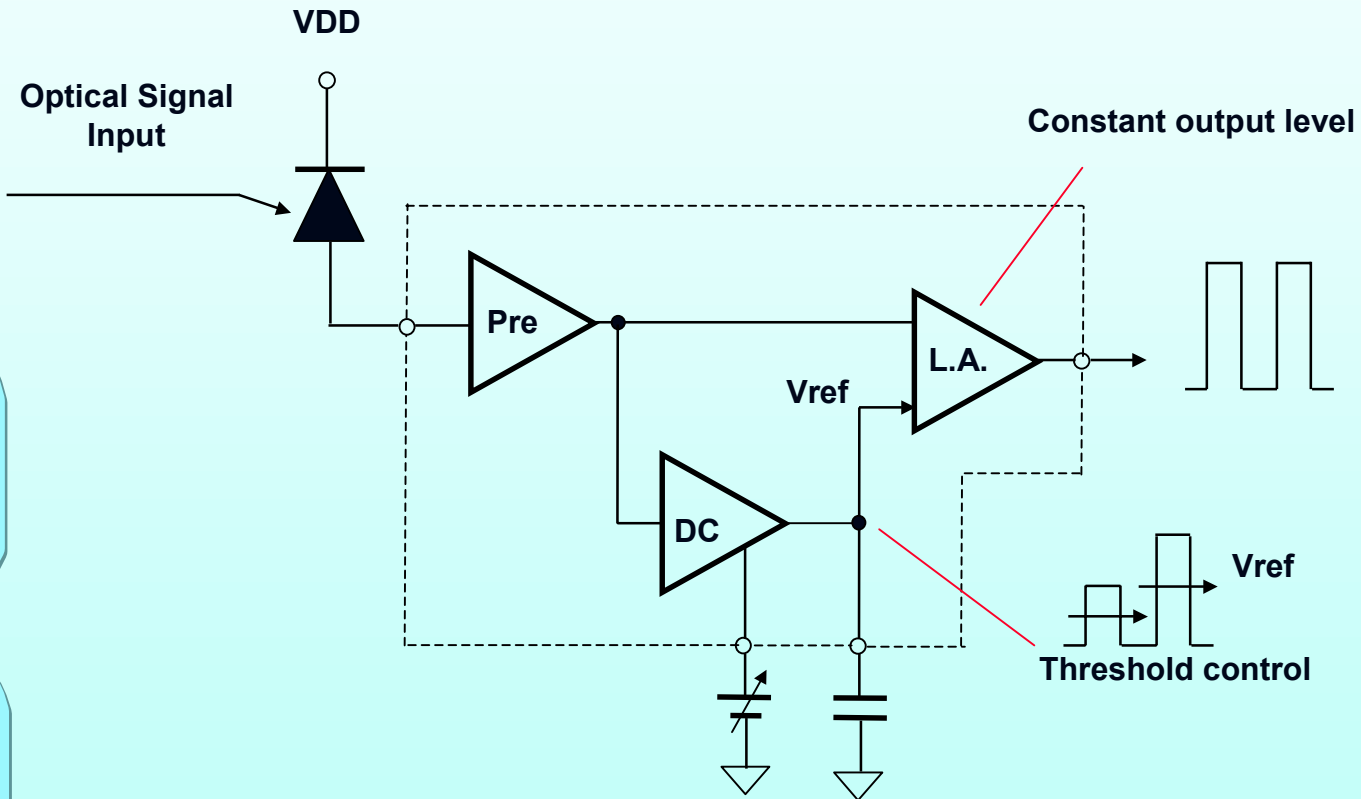 VDD
Optical Signal
Input
Constant output level
Pre
L.A.
Vref
DC
Vref
Threshold control